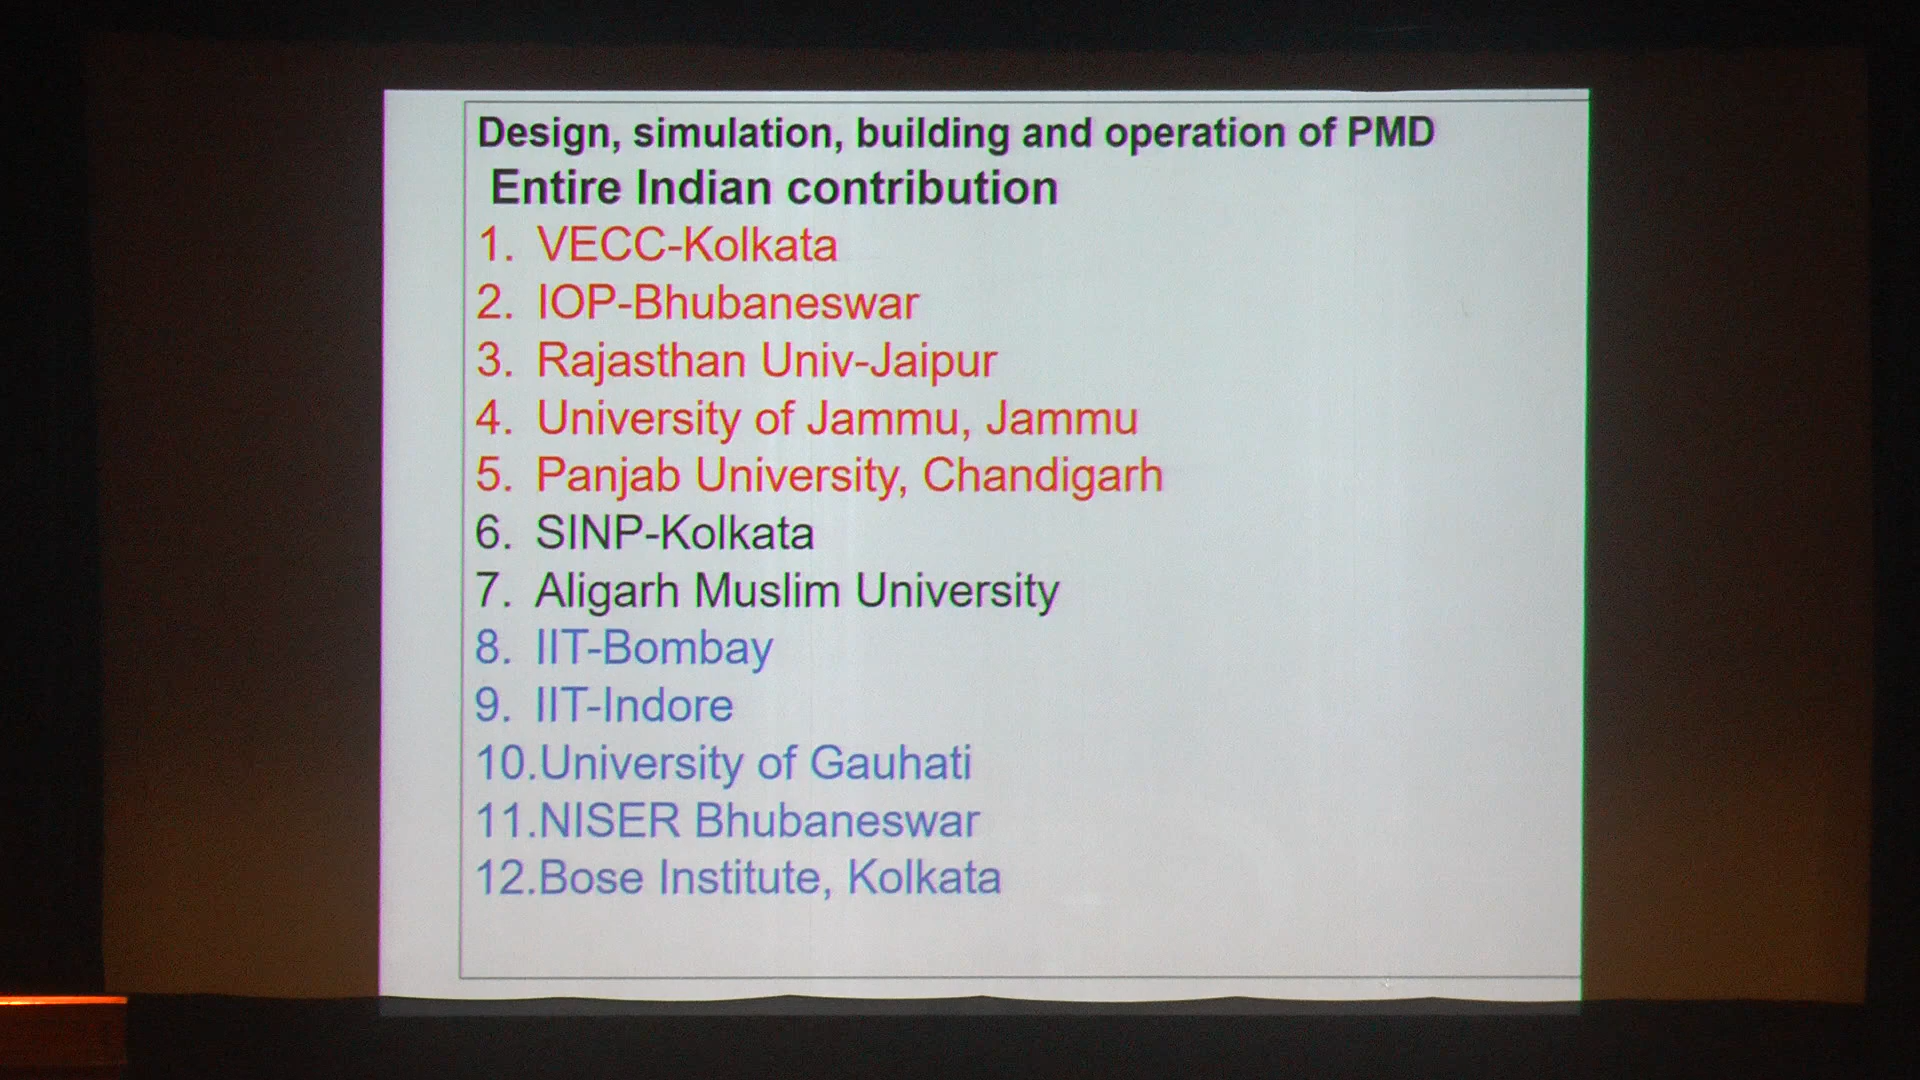 Design, simulation, building and operation of PMD
Entire Indian contribution
1. VECC-Kolkata
2. IOP-Bhubaneswar
3. Rajasthan Univ-Jaipur
4. University of Jammu, Jammu
5. Panjab University, Chandigarh
6. SINP-Kolkata
7. Aligarh Muslim University
8. IIT-Bombay
9. IIT-Indore
10.University of Gauhati
11.NISER Bhubaneswar
12.Bose Institute, Kolkata